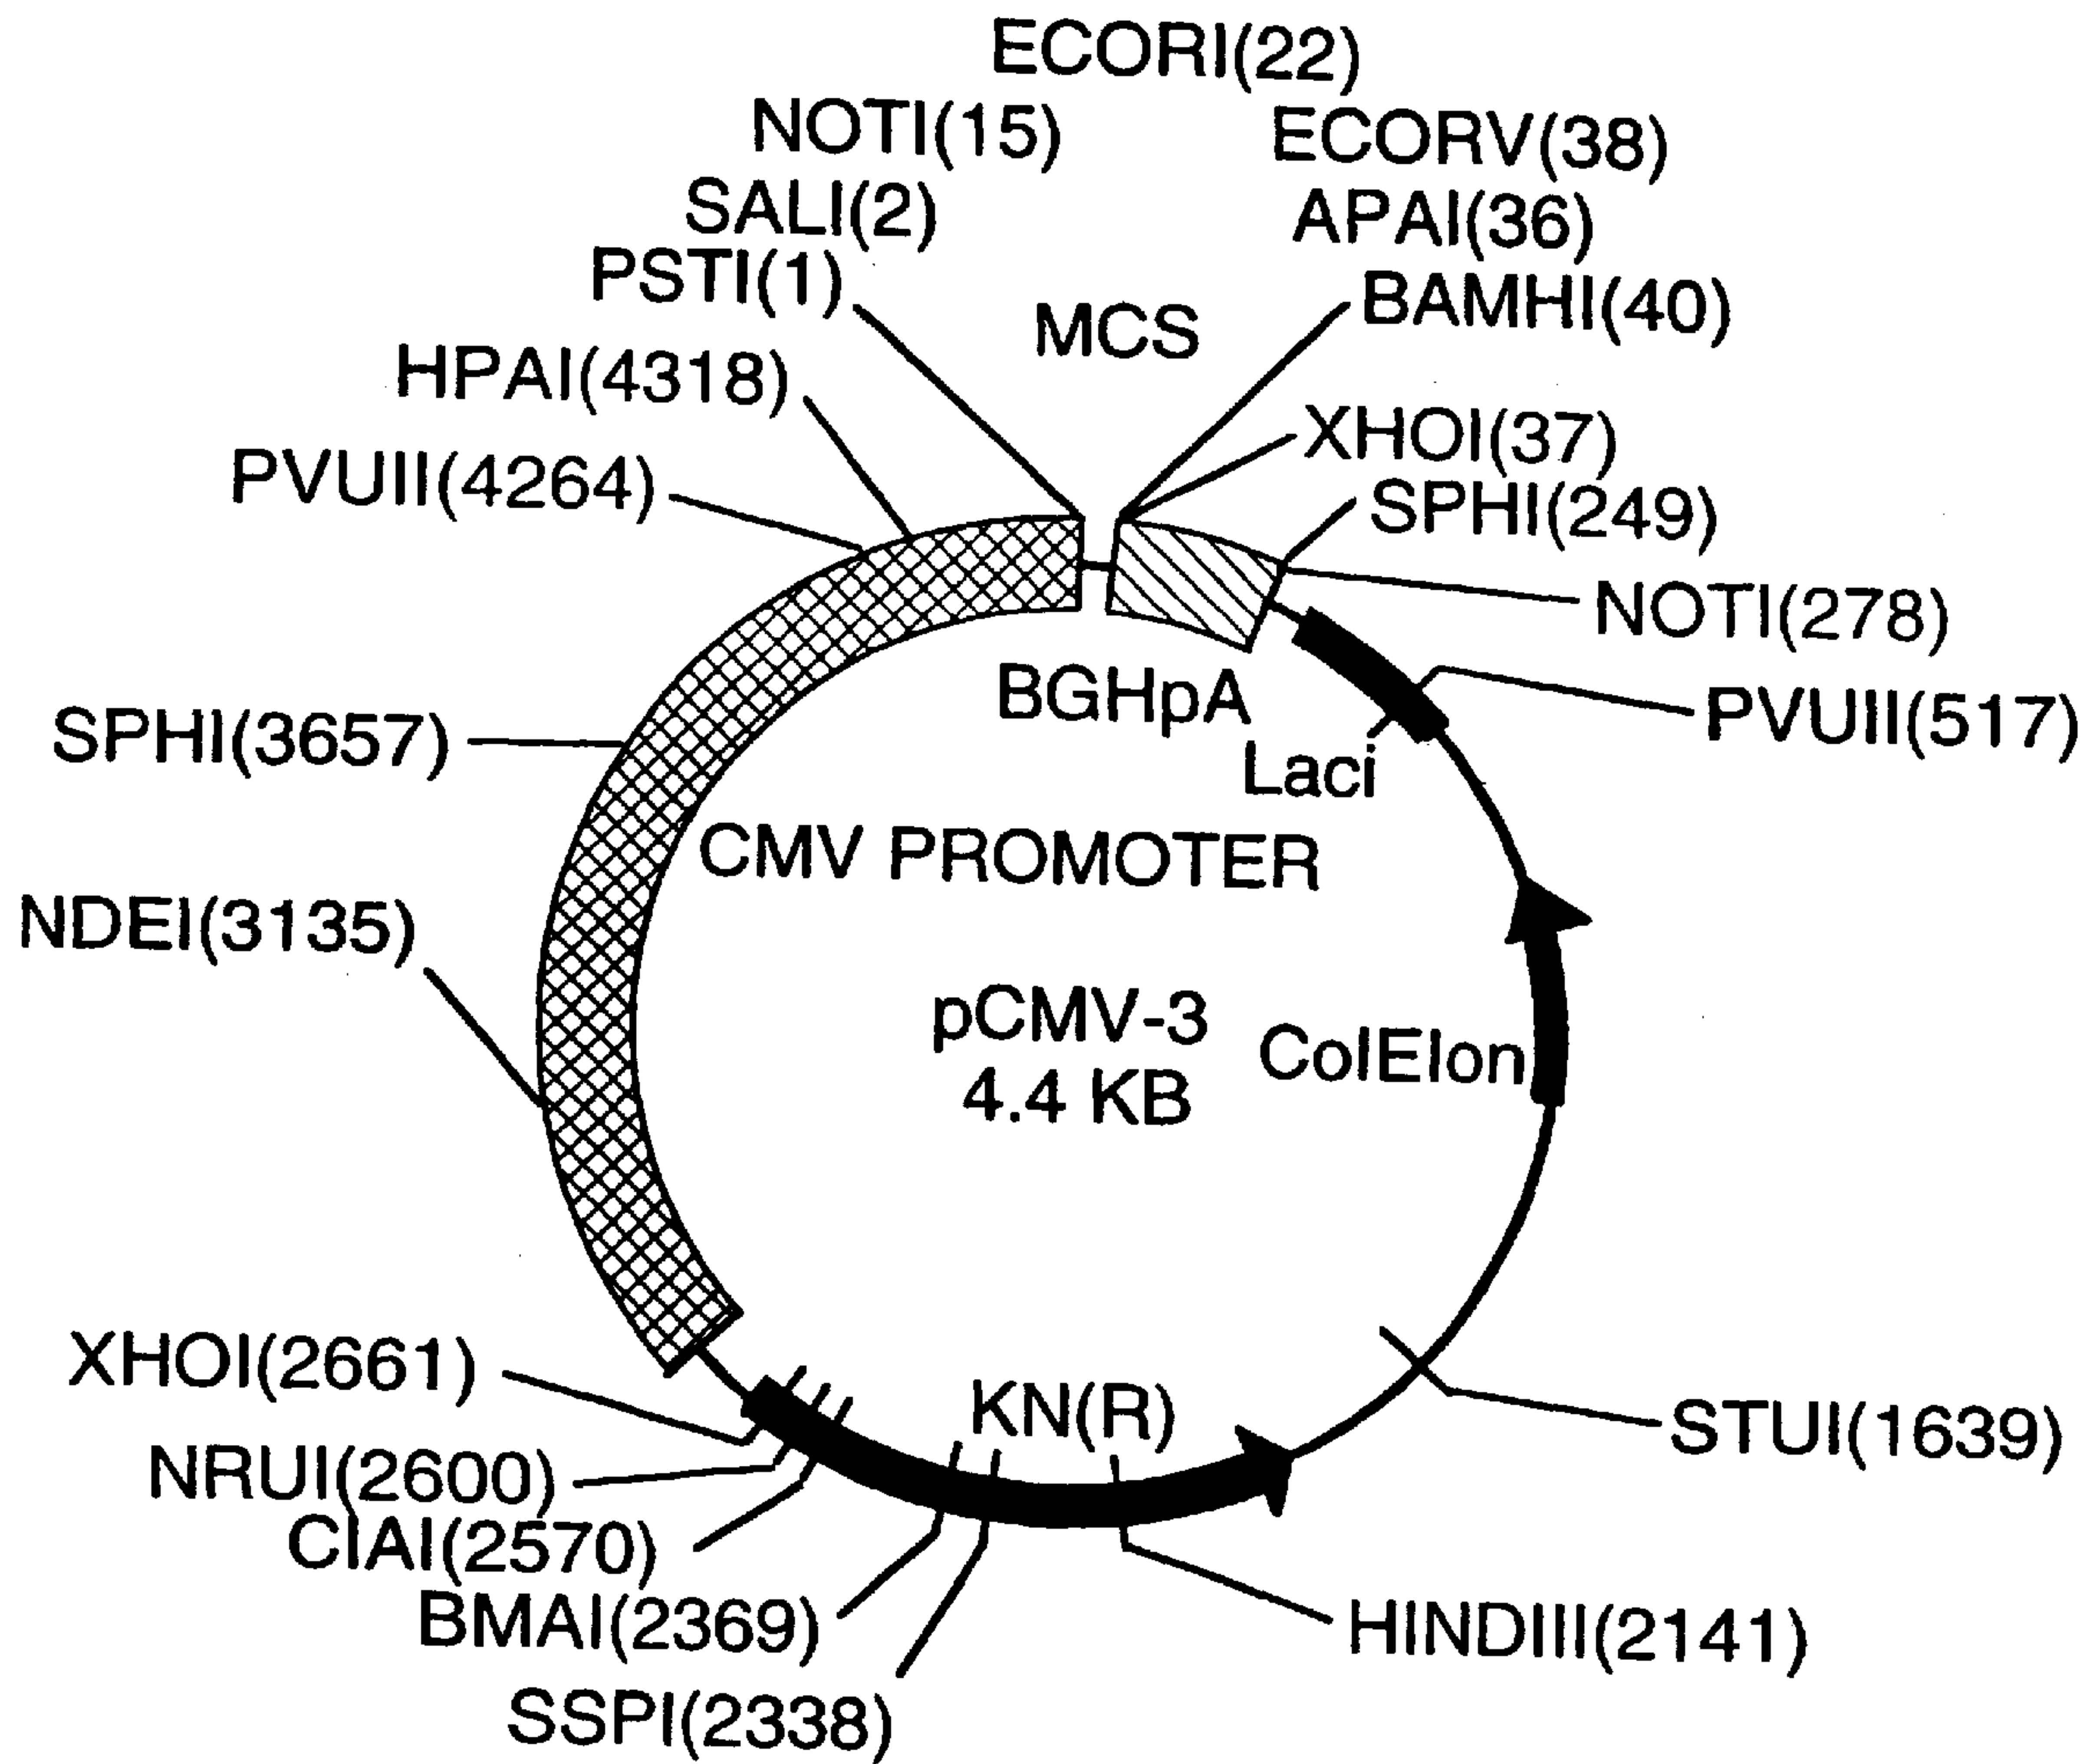 ECORI(22)
NOTI(15)
ECORV(38)
SALI(2)
APAI(36)
PSTI(1)
BAMHI(40)
MCS
HPAI(4318)
XHOI(37)
PVUII(4264)
SPHI(249)
NOTI(278)
BGHpA
PVUII(517)
SPHI(3657)
Laci
CMV PROMOTER
NDEI(3135)
pCMV-3
ColEIon
4.4 KB
XHOI(2661)
KN(R)
STUI(1639)
NRUI(2600)
ClAI(2570)
BMAI(2369)
HINDIII(2141)
SSPI(2338)